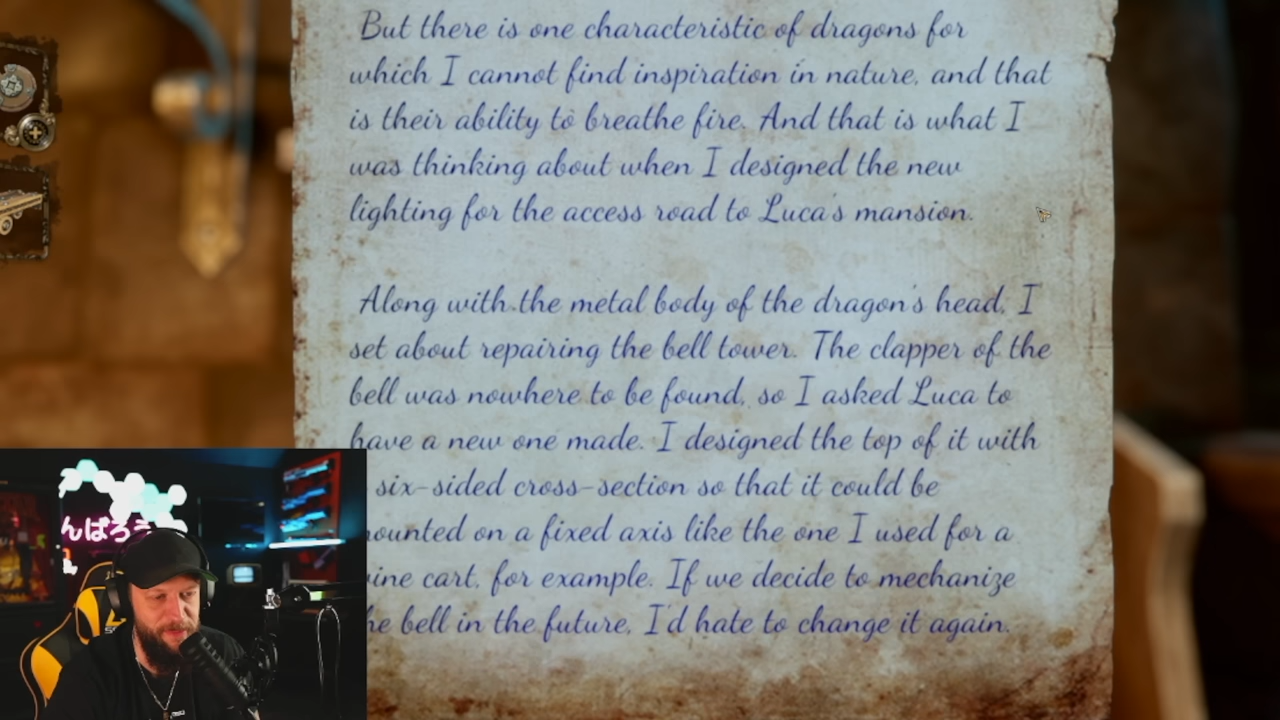 But there is one characteristic of dragons for
which I cannot find inspiration in nature, and that
is their ability to breathe fire. And that is what I
was thinking about when I designed the new
lighting for the access road to Luca's mansion.
Along with the metal body of the dragon's head, I
set about repairing the bell tower. The clapper of the
bell was nowhere to be found, so I asked Luca to
have a new one made. I designed the top of it with
six-sided cross-section so that it could be
on a fixed axis like the one I used for a
cart, for example. If we decide to mechanize
bell in the future, I'd hate to change it again.
んばろう